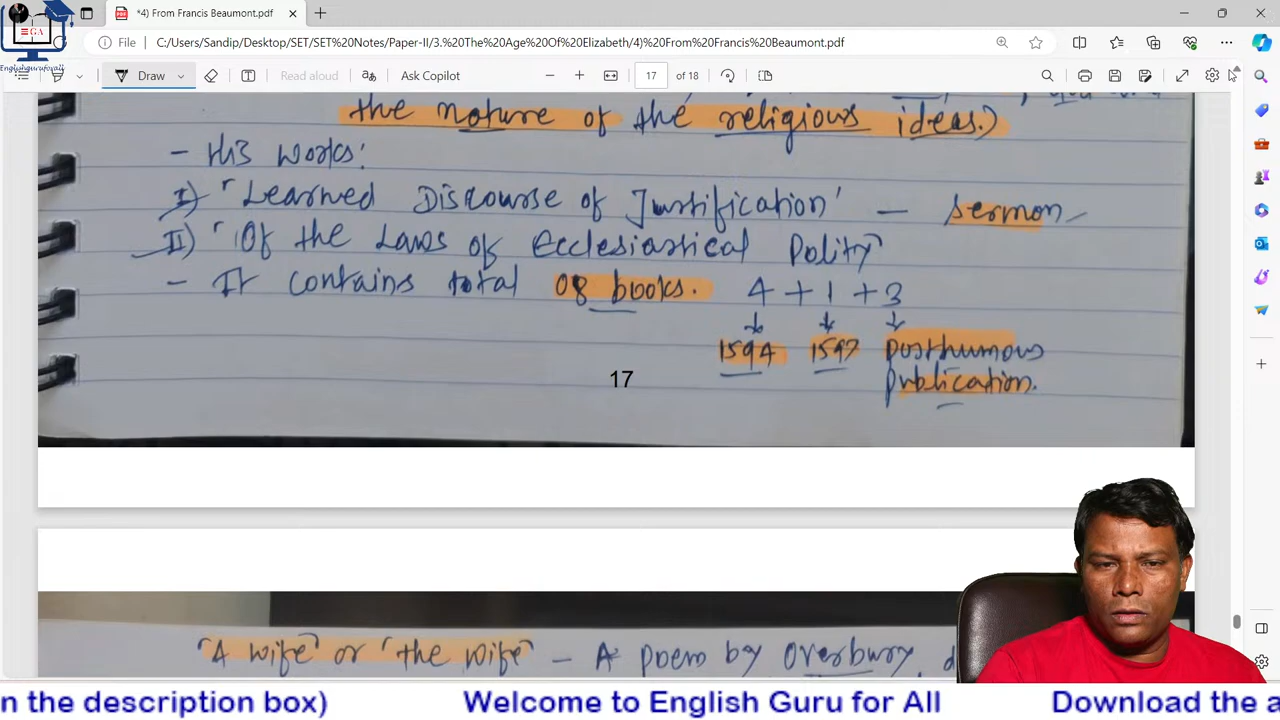 *4) From Francis Beaumont.pdf
File C:/Users/Sandip/Desktop/SET/SET%20Notes/Paper-II/3.%20The%20Age%20Of%20Elizabeth/4)%20From%20Francis%20Beaumont.pdf
Draw Read aloud Ask Copilot 17 of 18
EGA
Englishguruforall
the nature of the religious ideas.)
- His works:
I) 'Learned Discourse of Justification' - Sermon
II) 'Of the Laws of Ecclesiastical Polity'
- It contains total 08 books. 4 + 1 + 3
1594 1597 posthumous
publication.
17
'A wife' or 'the wife' - A poem by Overbury,
n the description box) Welcome to English Guru for All Download the a